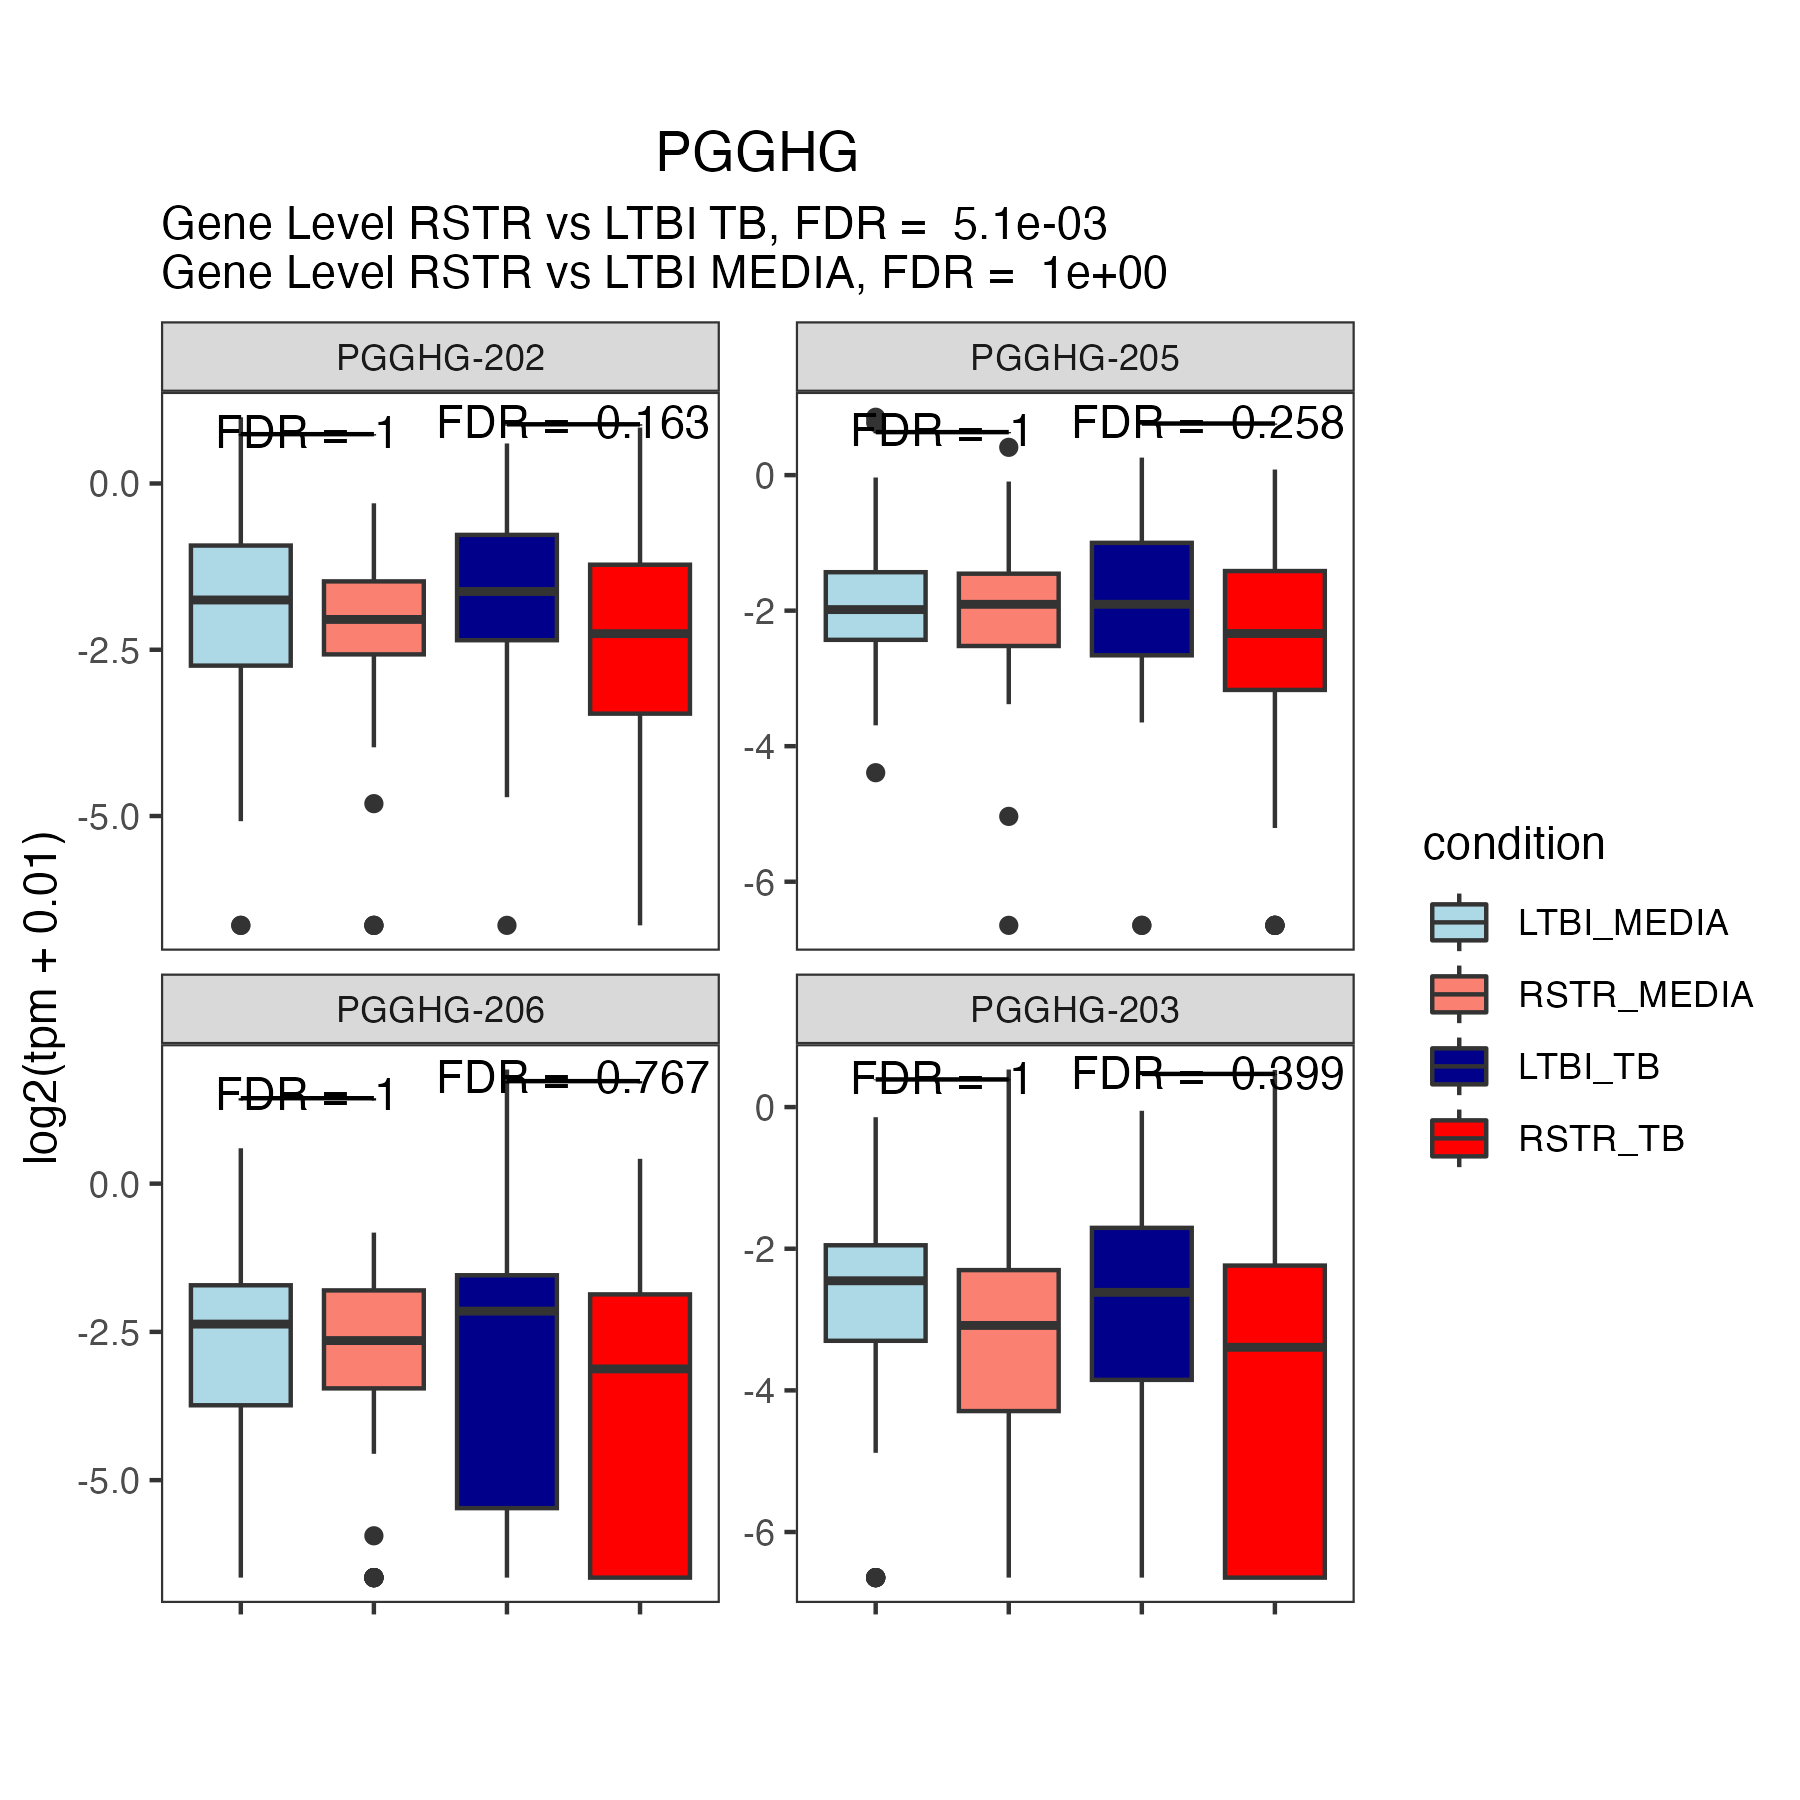 PGGHG
Gene Level RSTR vs LTBI TB, FDR = 5.1e-03
Gene Level RSTR vs LTBI MEDIA, FDR = 1e+00
PGGHG-202
PGGHG-205
FDR = 1
FDR = 0.163
FDR = 1
FDR = 0.258
0.0
-2.5
-5.0
0
-2
-4
-6
PGGHG-206
PGGHG-203
FDR = 1
FDR = 0.767
FDR = 1
FDR = 0.399
0.0
-2.5
-5.0
0
-2
-4
-6
log2(tpm + 0.01)
condition
LTBI_MEDIA
RSTR_MEDIA
LTBI_TB
RSTR_TB